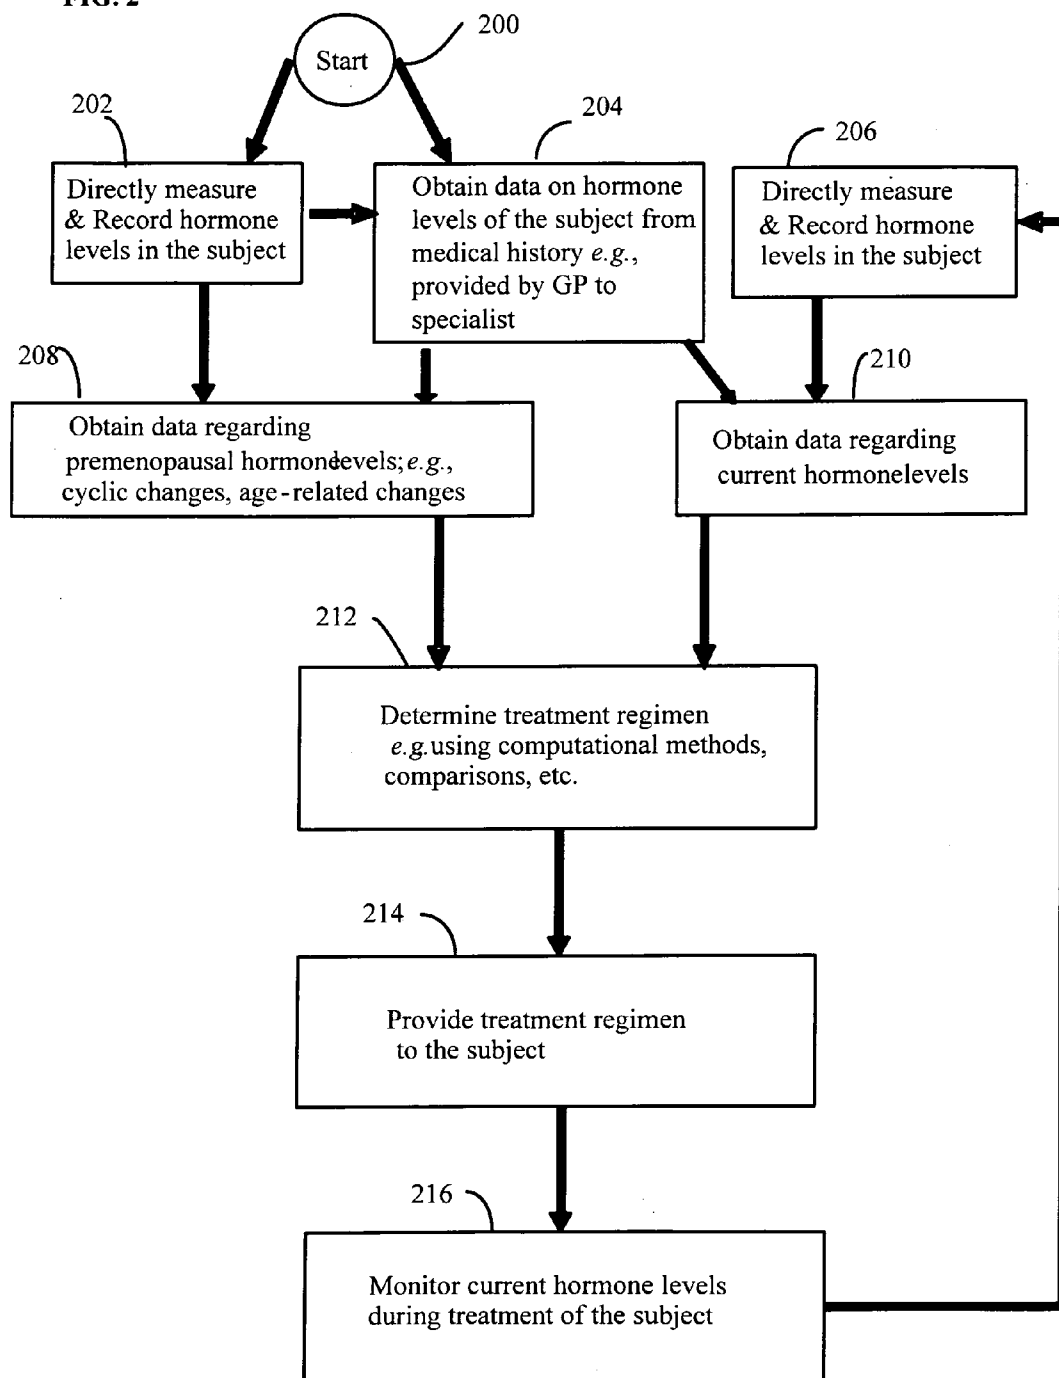 FIG. 2
200
Start
202
204
206
Directly measure
& Record hormone
levels in the subject
Obtain data on hormone
levels of the subject from
medical history e.g.,
provided by GP to
specialist
Directly measure
& Record hormone
levels in the subject
208
210
Obtain data regarding
premenopausal hormonelevels; e.g.,
cyclic changes, age-related changes
Obtain data regarding
current hormonelevels
212
Determine treatment regimen
e.g. using computational methods,
comparisons, etc.
214
Provide treatment regimen
to the subject
216
Monitor current hormone levels
during treatment of the subject